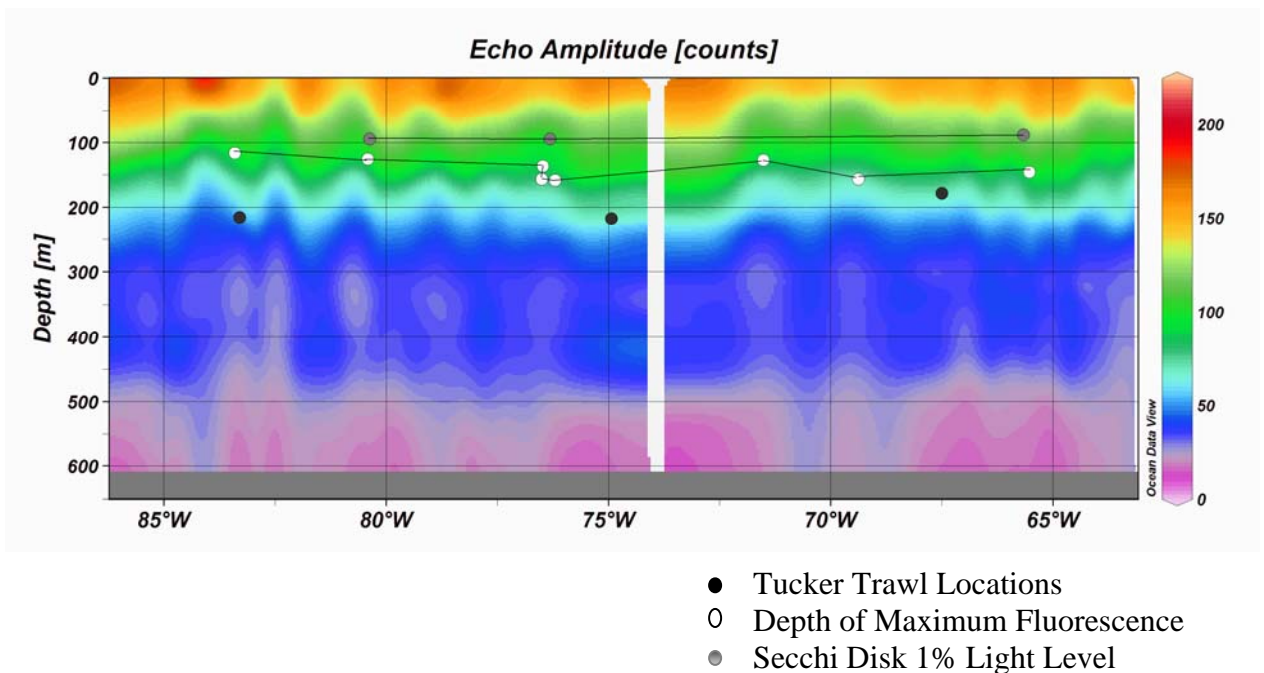 Echo Amplitude [counts]
0
100
200
300
400
500
600
Depth [m]
85°W
80°W
75°W
70°W
65°W
200
150
100
50
0
Ocean Data View
Tucker Trawl Locations
Depth of Maximum Fluorescence
Secchi Disk 1% Light Level